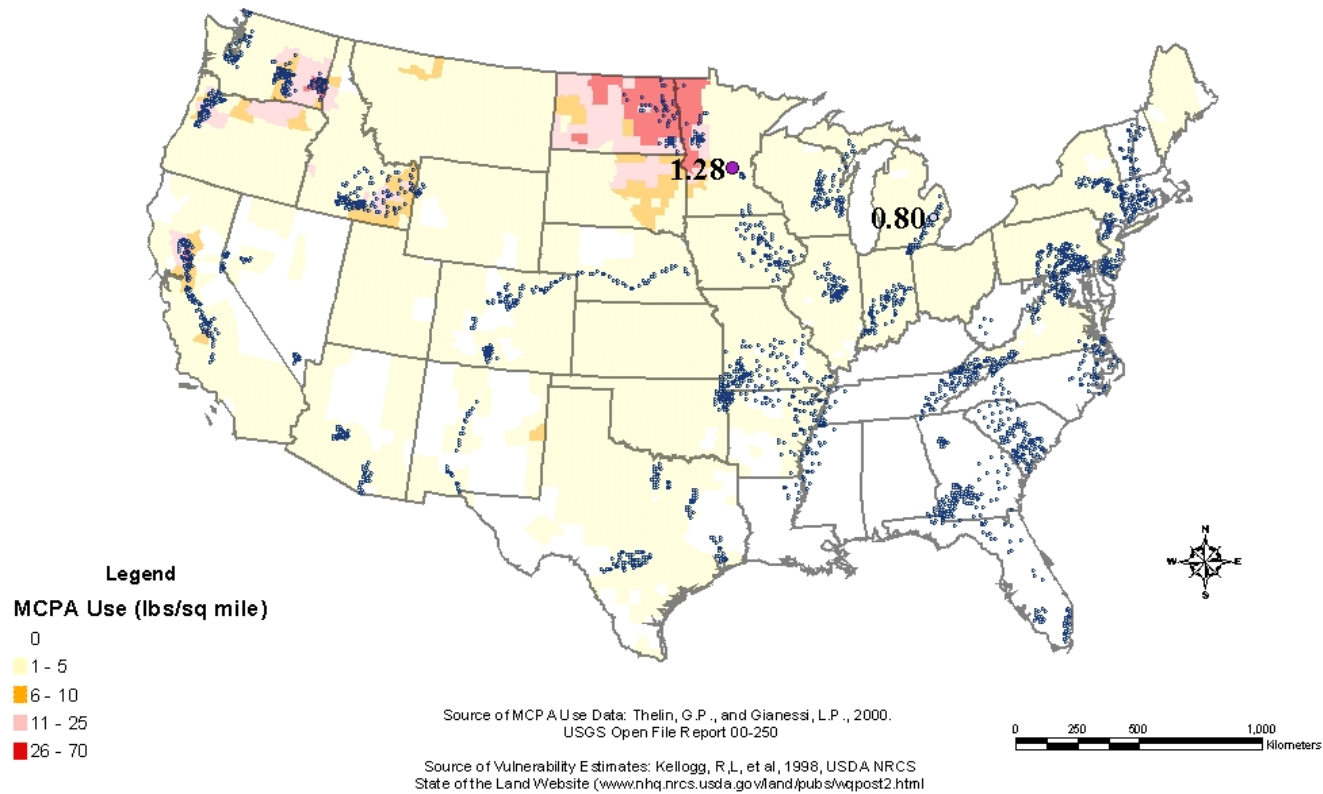 1.28
0.80
N
W
E
S
Legend
MCPA Use (lbs/sq mile)
0
1 - 5
6 - 10
11 - 25
26 - 70
Source of MCPA Use Data: Thelin, G.P., and Gianessi, L.P., 2000.
USGS Open File Report 00-250
0 250 500 1,000
Kilometers
Source of Vulnerability Estimates: Kellogg, R,L, et al, 1998, USDA NRCS
State of the Land Website (www.nhq.nrcs.usda.gov/land/pubs/wqpost2.html